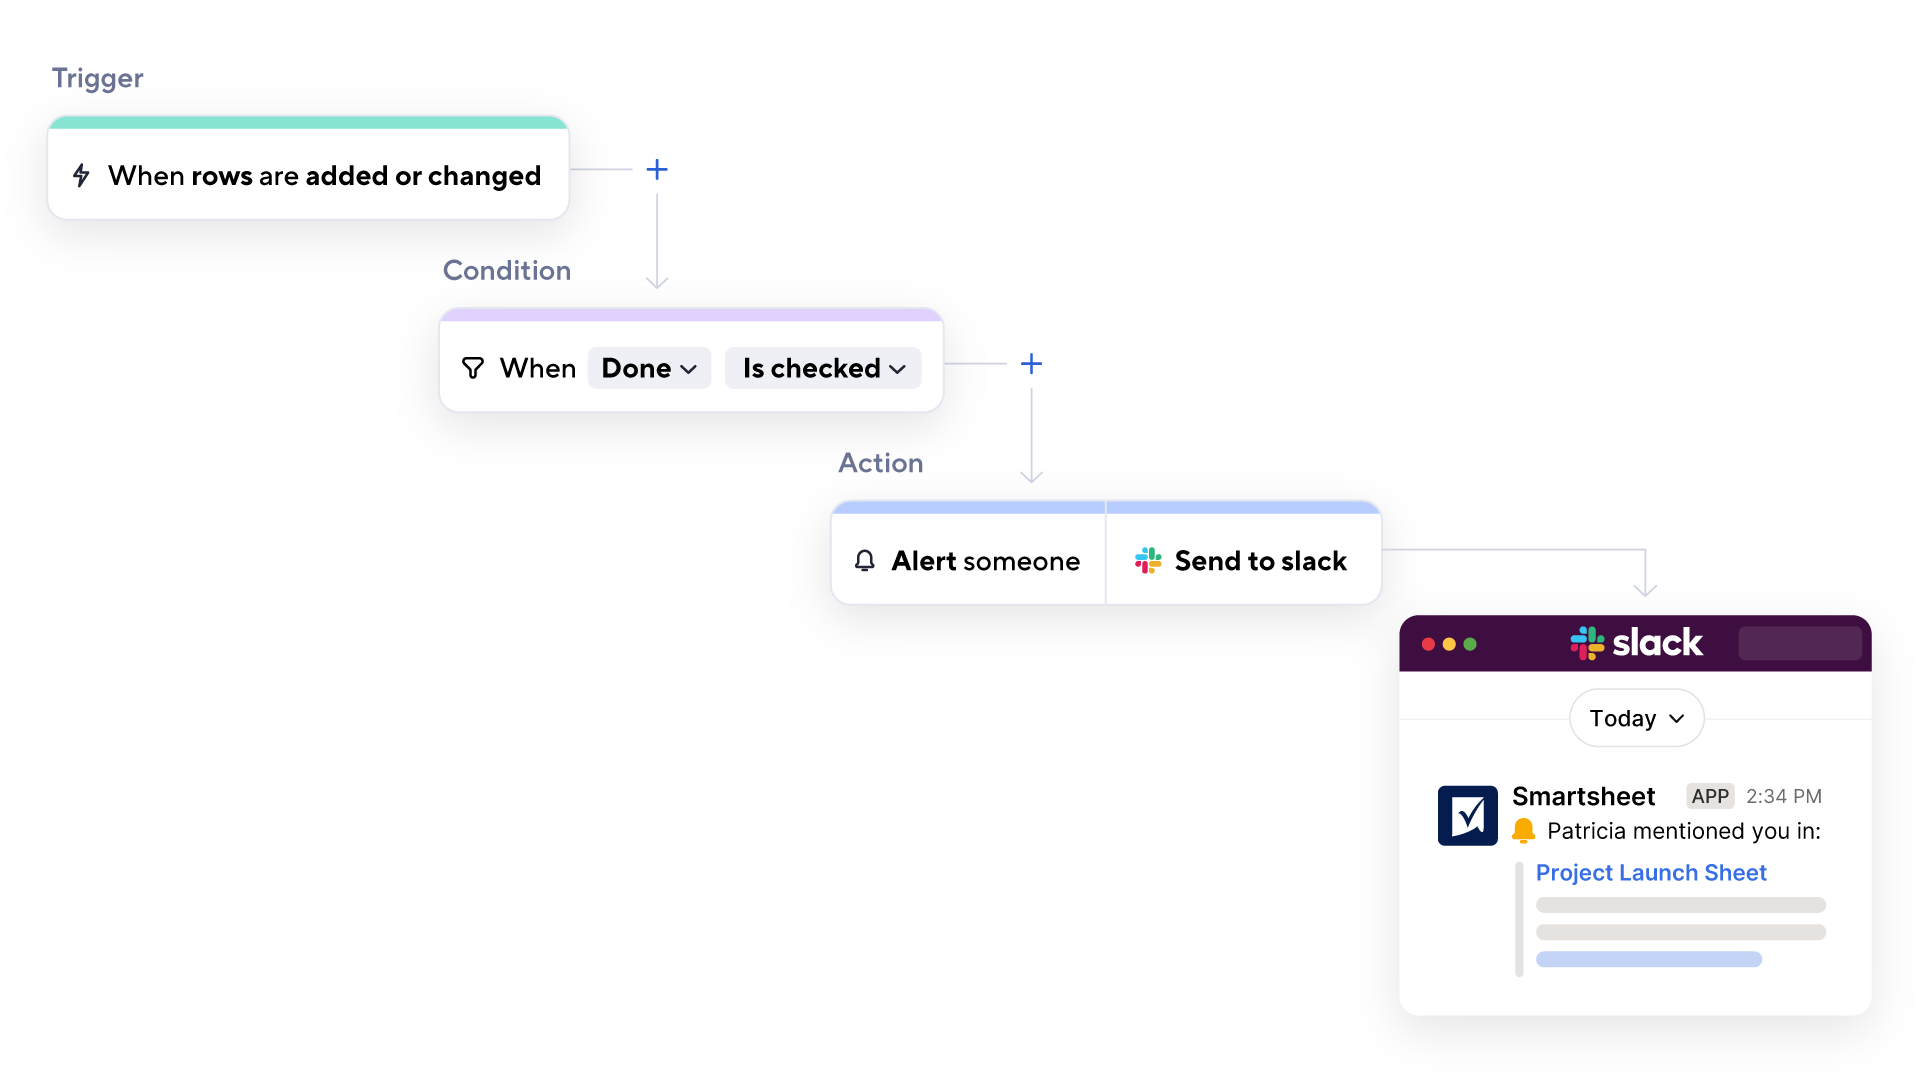 Trigger
When rows are added or changed
Condition
When Done Is checked
Action
Alert someone Send to slack
slack
Today
Smartsheet APP 2:34 PM
Patricia mentioned you in:
Project Launch Sheet